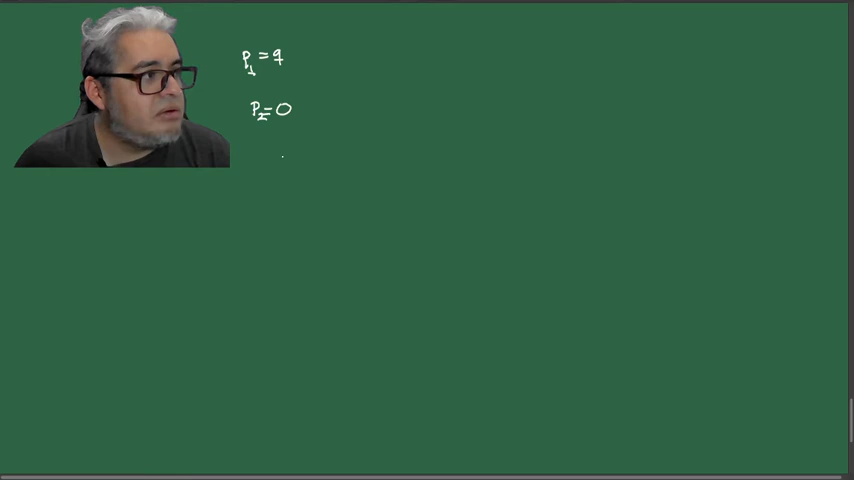 P₁ = 9
P₂ = 0